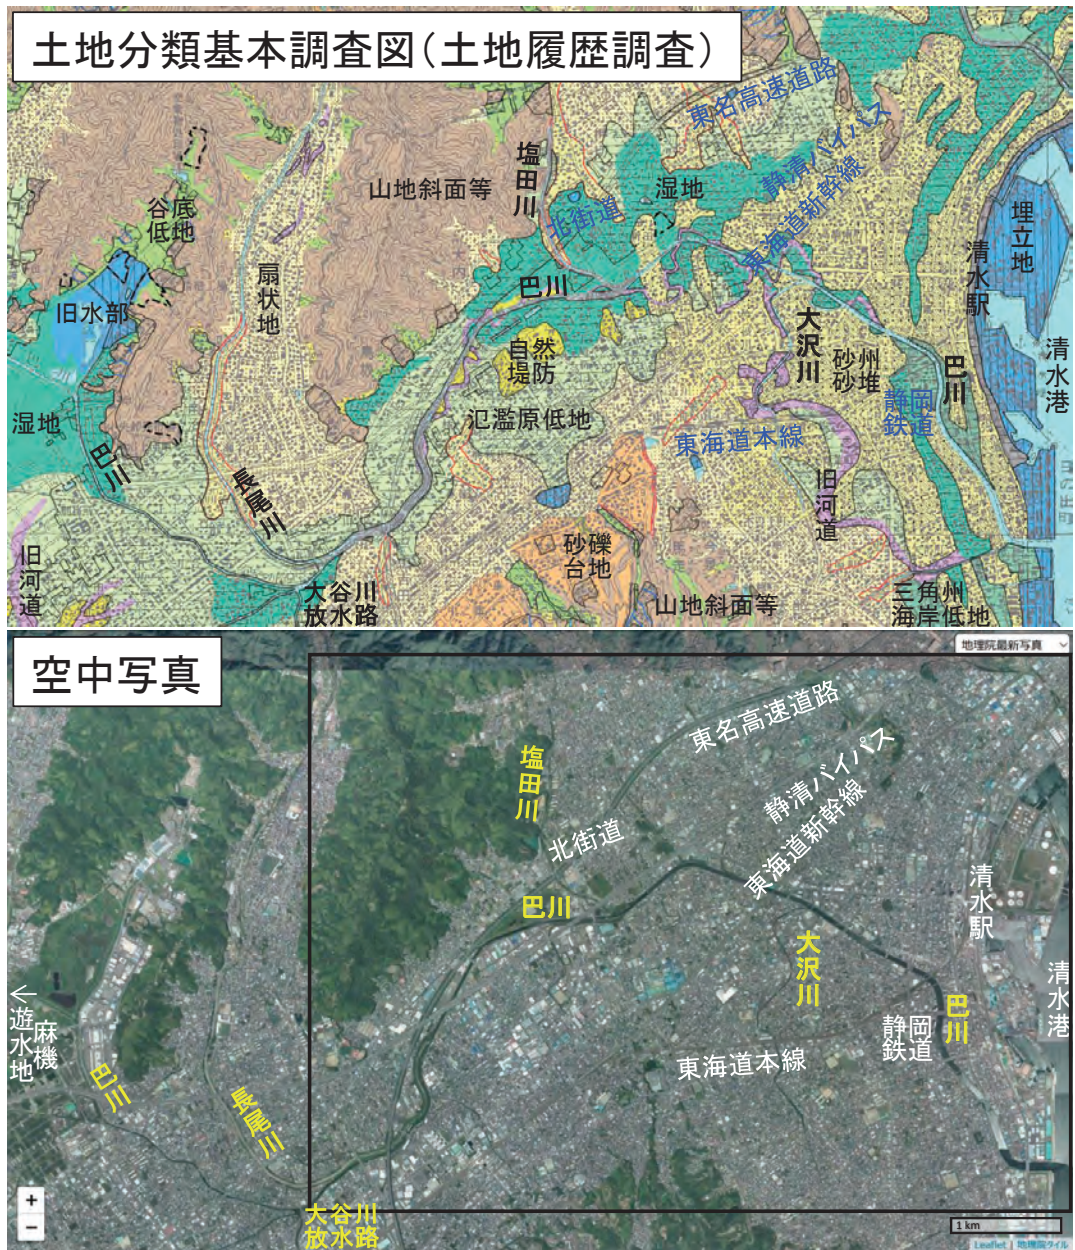 土地分類基本調査図(土地履歴調査)
東名高速道路
静清バイパス
東海道新幹線
塩田川
山地斜面等
湿地
北街道
谷底低地
扇状地
旧水部
巴川
埋立地
清水駅
清水港
大沢川
砂州
砂堆
巴川
静岡鉄道
自然堤防
氾濫原低地
東海道本線
湿地
巴川
長尾川
旧河道
旧河道
砂礫台地
大谷川
放水路
山地斜面等
三角州
海岸低地
空中写真
地理院最新写真
東名高速道路
塩田川
静清バイパス
東海道新幹線
北街道
巴川
清水駅
大沢川
清水港
巴川
静岡鉄道
←
麻機遊水地
東海道本線
巴川
長尾川
大谷川
放水路
+
−
1 km
Leaflet | 地理院タイル